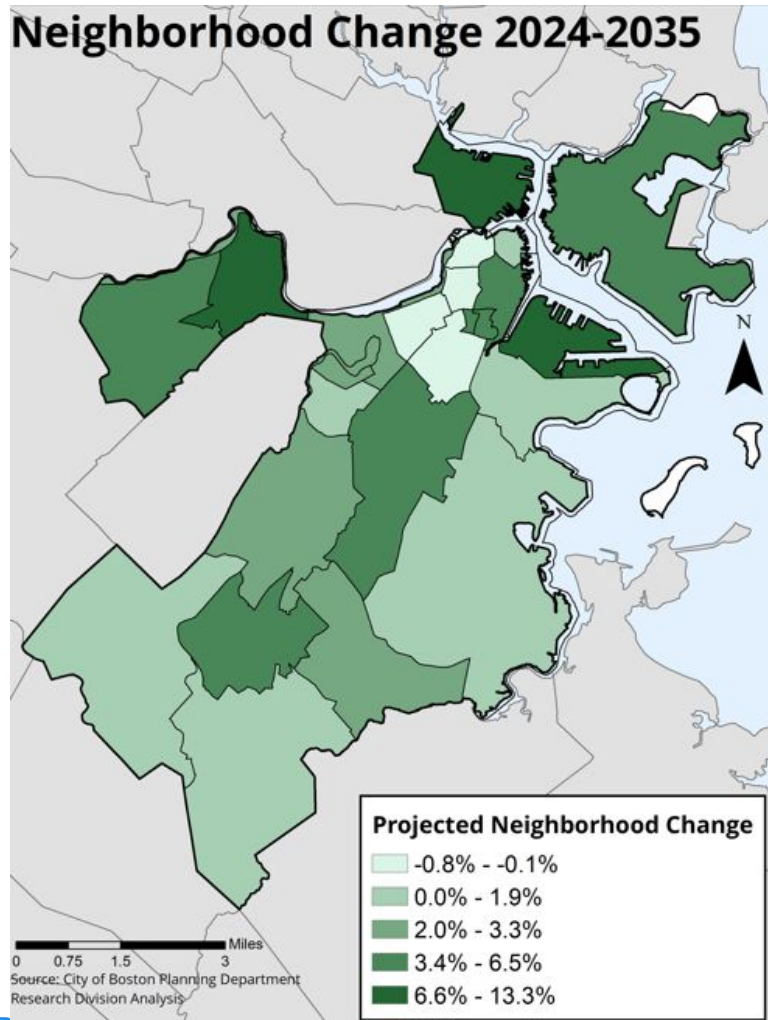 Neighborhood Change 2024-2035
N
Projected Neighborhood Change
-0.8% - -0.1%
0.0% - 1.9%
2.0% - 3.3%
3.4% - 6.5%
6.6% - 13.3%
Miles
0 0.75 1.5 3
Source: City of Boston Planning Department
Research Division Analysis